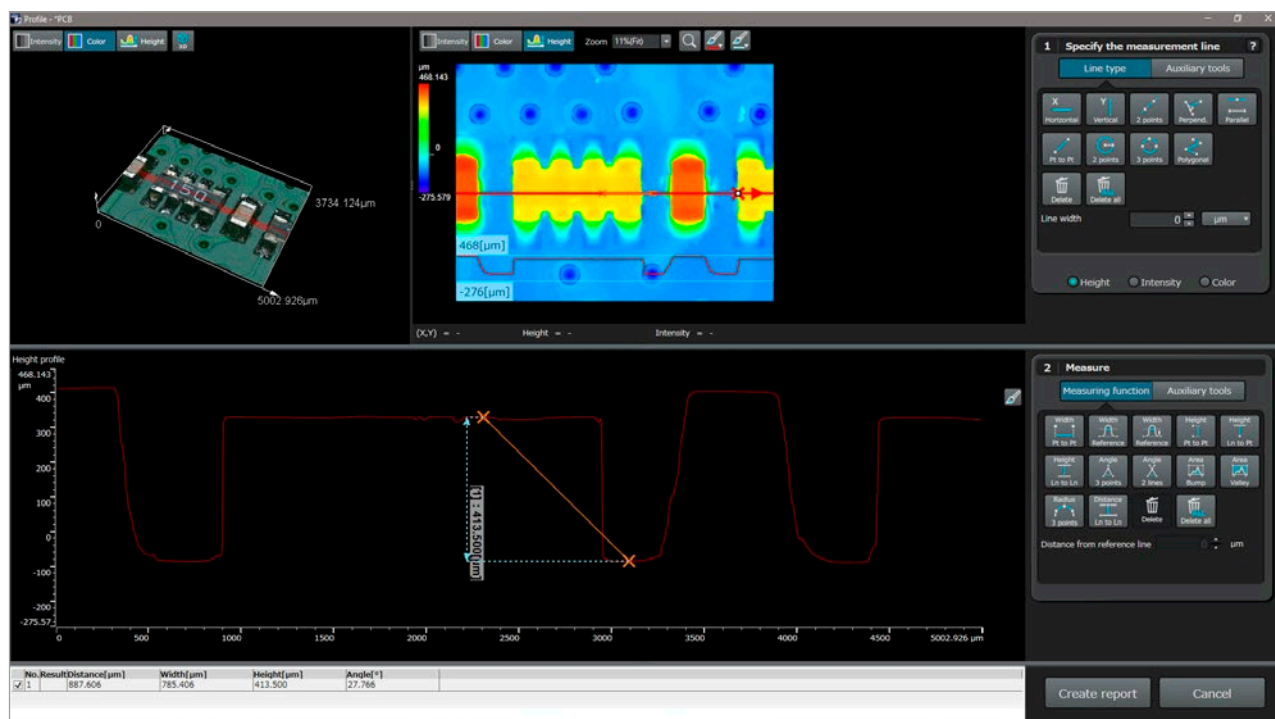 Profile - *PCB
Intensity Color Height 3D
Intensity Color Height Zoom 11%(Fit)
µm
468.143
0
-275.579
0
3734.124µm
5002.926µm
150
468[µm]
-276[µm]
(X,Y) = - Height = - Intensity = -
1 Specify the measurement line ?
Line type Auxiliary tools
X Y
Horizontal Vertical 2 points Perpend. Parallel
Pt to Pt 2 points 3 points Polygonal
Delete Delete all
Line width 0 µm
Height Intensity Color
Height profile
468.143
µm
400
300
200
100
0
-100
-200
-275.57
0 500 1000 1500 2000 2500 3000 3500 4000 4500 5002.926 µm
[1] : 413.500[µm]
2 Measure
Measuring function Auxiliary tools
Width Width Width Height Height
Pt to Pt Reference Reference Pt to Pt Ln to Pt
Height Angle Angle Area Area
Ln to Ln 3 points 2 lines Bump Valley
Radius Distance
3 points Ln to Ln Delete Delete all
Distance from reference line 0 µm
No. Result Distance[µm] Width[µm] Height[µm] Angle[°]
1 887.606 785.406 413.500 27.766
Create report Cancel